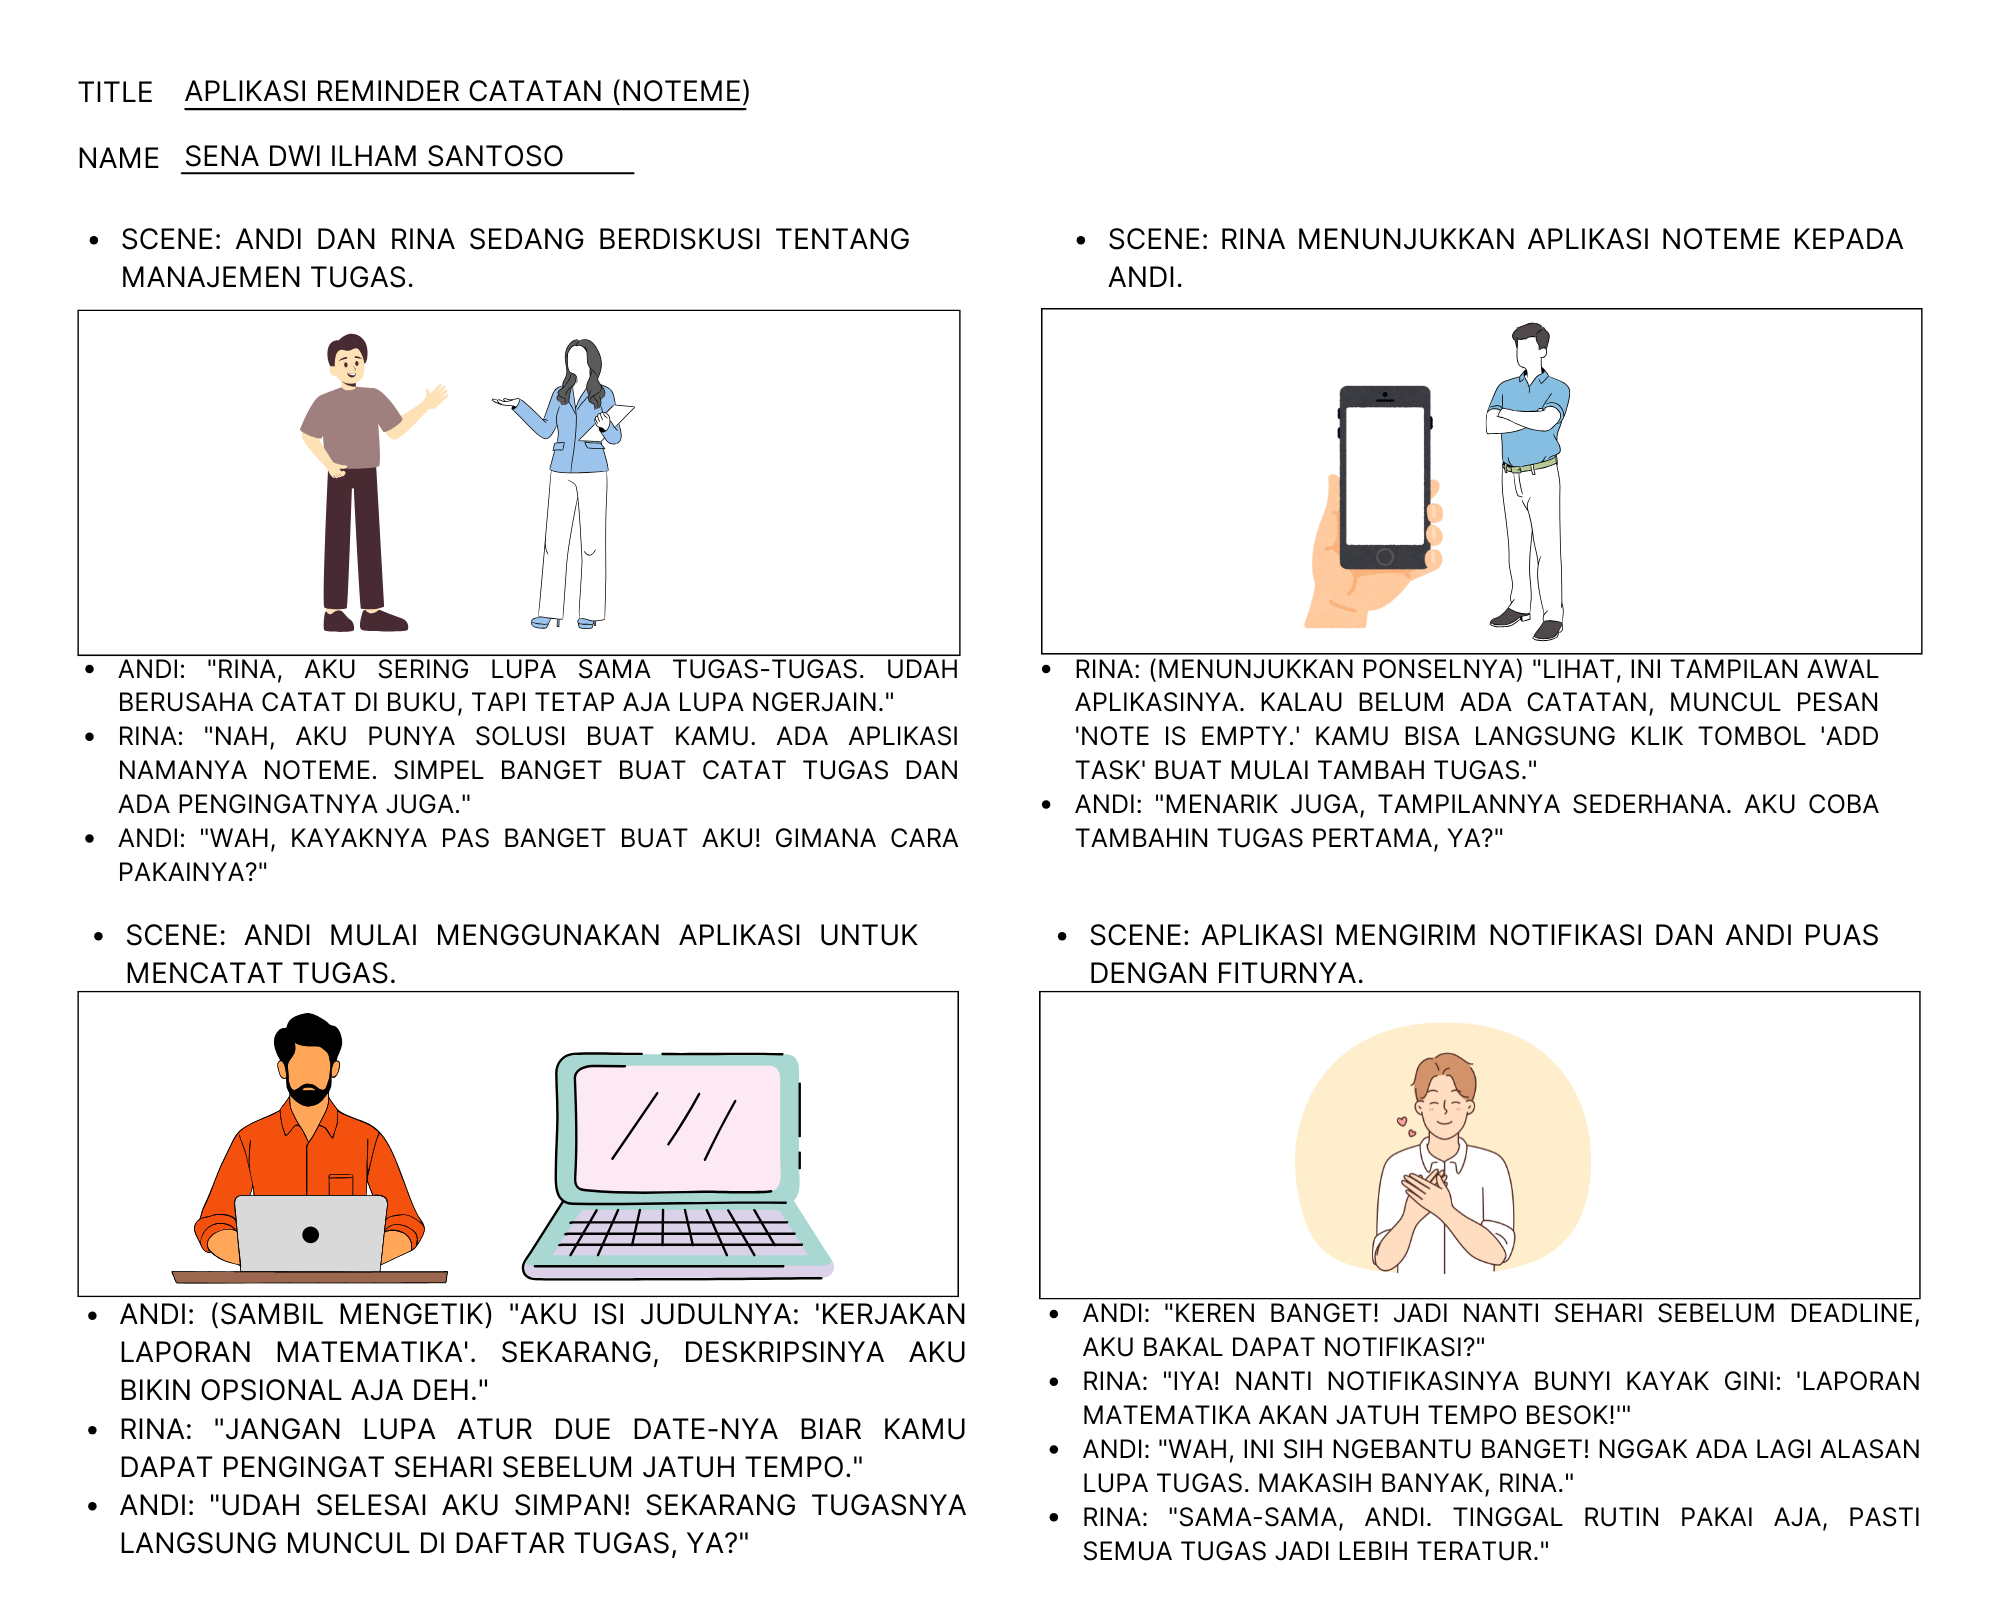 TITLE APLIKASI REMINDER CATATAN (NOTEME)
NAME SENA DWI ILHAM SANTOSO
• SCENE: ANDI DAN RINA SEDANG BERDISKUSI TENTANG
MANAJEMEN TUGAS.
• ANDI: "RINA, AKU SERING LUPA SAMA TUGAS-TUGAS. UDAH
BERUSAHA CATAT DI BUKU, TAPI TETAP AJA LUPA NGERJAIN."
• RINA: "NAH, AKU PUNYA SOLUSI BUAT KAMU. ADA APLIKASI
NAMANYA NOTEME. SIMPEL BANGET BUAT CATAT TUGAS DAN
ADA PENGINGATNYA JUGA."
• ANDI: "WAH, KAYAKNYA PAS BANGET BUAT AKU! GIMANA CARA
PAKAINYA?"
• SCENE: RINA MENUNJUKKAN APLIKASI NOTEME KEPADA
ANDI.
• RINA: (MENUNJUKKAN PONSELNYA) "LIHAT, INI TAMPILAN AWAL
APLIKASINYA. KALAU BELUM ADA CATATAN, MUNCUL PESAN
'NOTE IS EMPTY.' KAMU BISA LANGSUNG KLIK TOMBOL 'ADD
TASK' BUAT MULAI TAMBAH TUGAS."
• ANDI: "MENARIK JUGA, TAMPILANNYA SEDERHANA. AKU COBA
TAMBAHIN TUGAS PERTAMA, YA?"
• SCENE: ANDI MULAI MENGGUNAKAN APLIKASI UNTUK
MENCATAT TUGAS.
• ANDI: (SAMBIL MENGETIK) "AKU ISI JUDULNYA: 'KERJAKAN
LAPORAN MATEMATIKA'. SEKARANG, DESKRIPSINYA AKU
BIKIN OPSIONAL AJA DEH."
• RINA: "JANGAN LUPA ATUR DUE DATE-NYA BIAR KAMU
DAPAT PENGINGAT SEHARI SEBELUM JATUH TEMPO."
• ANDI: "UDAH SELESAI AKU SIMPAN! SEKARANG TUGASNYA
LANGSUNG MUNCUL DI DAFTAR TUGAS, YA?"
• SCENE: APLIKASI MENGIRIM NOTIFIKASI DAN ANDI PUAS
DENGAN FITURNYA.
• ANDI: "KEREN BANGET! JADI NANTI SEHARI SEBELUM DEADLINE,
AKU BAKAL DAPAT NOTIFIKASI?"
• RINA: "IYA! NANTI NOTIFIKASINYA BUNYI KAYAK GINI: 'LAPORAN
MATEMATIKA AKAN JATUH TEMPO BESOK!'"
• ANDI: "WAH, INI SIH NGEBANTU BANGET! NGGAK ADA LAGI ALASAN
LUPA TUGAS. MAKASIH BANYAK, RINA."
• RINA: "SAMA-SAMA, ANDI. TINGGAL RUTIN PAKAI AJA, PASTI
SEMUA TUGAS JADI LEBIH TERATUR."